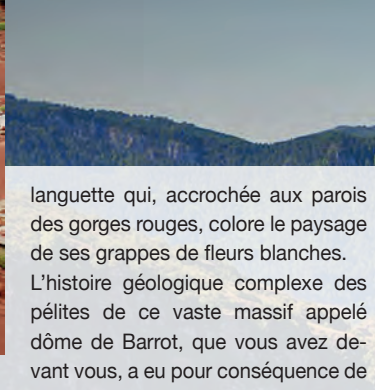 languette qui, accrochée aux parois
des gorges rouges, colore le paysage
de ses grappes de fleurs blanches.
L'histoire géologique complexe des
pélites de ce vaste massif appelé
dôme de Barrot, que vous avez de-
vant vous, a eu pour conséquence de